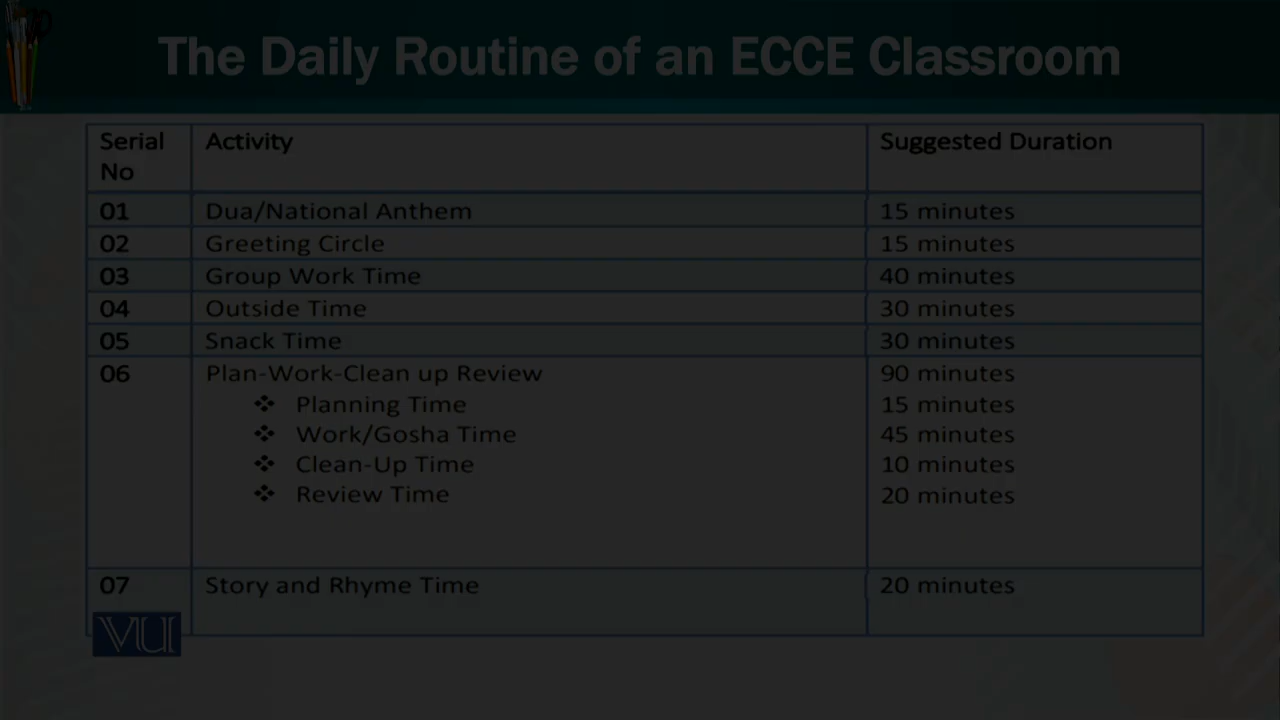 The Daily Routine of an ECCE Classroom
Serial No Activity Suggested Duration
01 Dua/National Anthem 15 minutes
02 Greeting Circle 15 minutes
03 Group Work Time 40 minutes
04 Outside Time 30 minutes
05 Snack Time 30 minutes
06 Plan-Work-Clean up Review 90 minutes
❖ Planning Time 15 minutes
❖ Work/Gosha Time 45 minutes
❖ Clean-Up Time 10 minutes
❖ Review Time 20 minutes
07 Story and Rhyme Time 20 minutes
VU